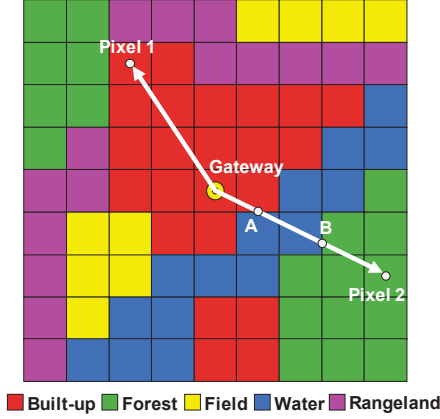 Pixel 1
Gateway
A
B
Pixel 2
Built-up Forest Field Water Rangeland